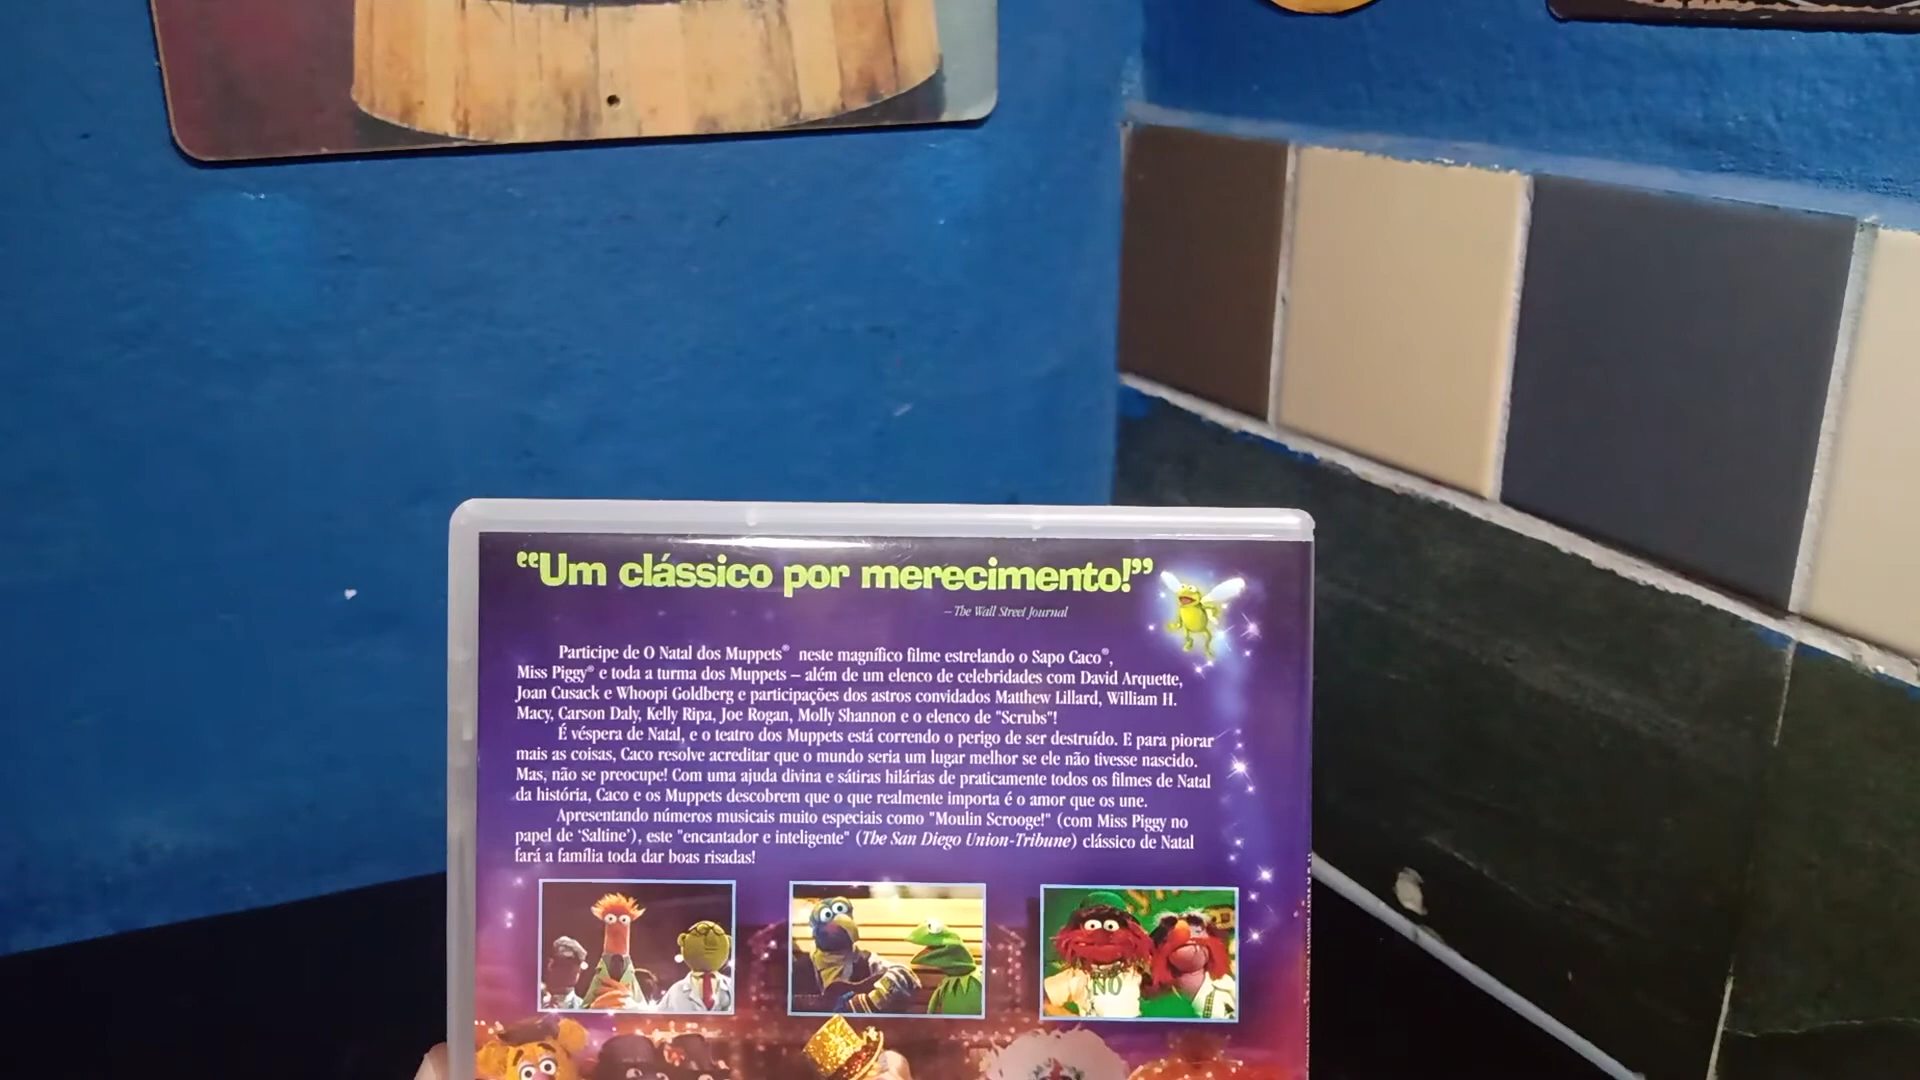 “Um clássico por merecimento!”
– The Wall Street Journal
Participe de O Natal dos Muppets® neste magnífico filme estrelando o Sapo Caco®,
Miss Piggy® e toda a turma dos Muppets – além de um elenco de celebridades com David Arquette,
Joan Cusack e Whoopi Goldberg e participações dos astros convidados Matthew Lillard, William H.
Macy, Carson Daly, Kelly Ripa, Joe Rogan, Molly Shannon e o elenco de "Scrubs"!
É véspera de Natal, e o teatro dos Muppets está correndo o perigo de ser destruído. E para piorar
mais as coisas, Caco resolve acreditar que o mundo seria um lugar melhor se ele não tivesse nascido.
Mas, não se preocupe! Com uma ajuda divina e sátiras hilárias de praticamente todos os filmes de Natal
da história, Caco e os Muppets descobrem que o que realmente importa é o amor que os une.
Apresentando números musicais muito especiais como "Moulin Scrooge!" (com Miss Piggy no
papel de ‘Saltine’), este "encantador e inteligente" (The San Diego Union-Tribune) clássico de Natal
fará a família toda dar boas risadas!
NO